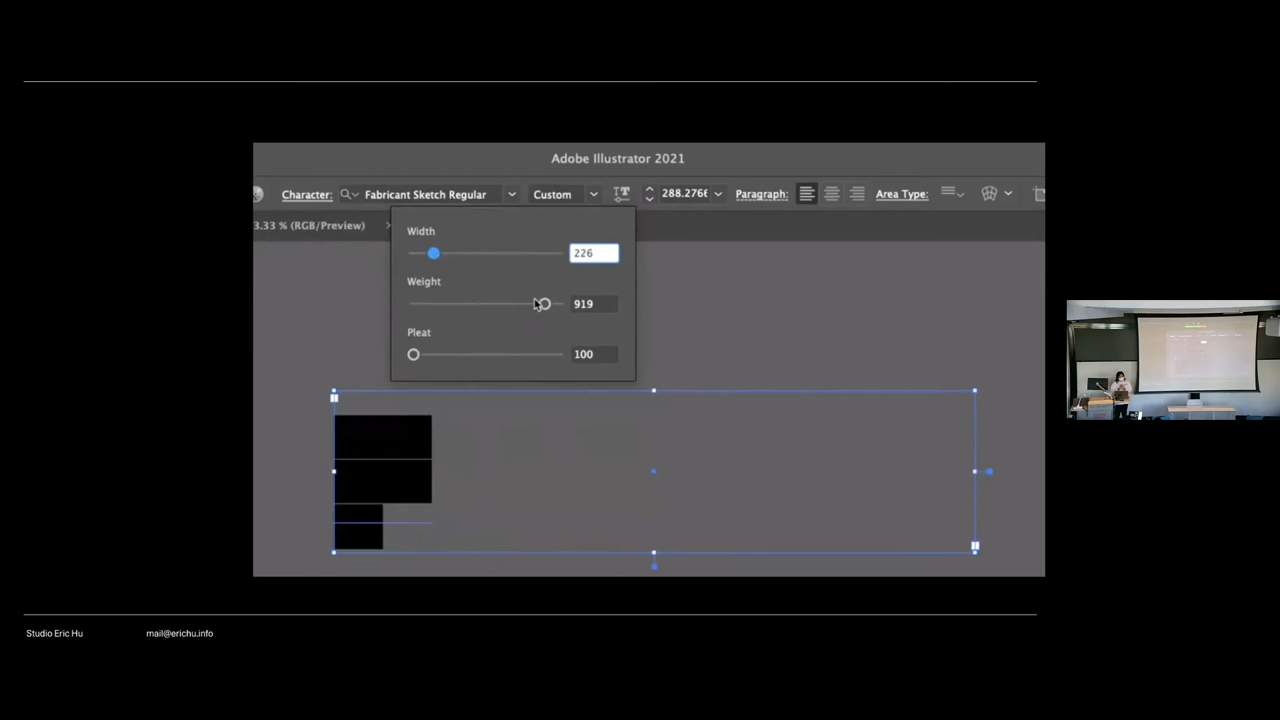 Adobe Illustrator 2021
Character: Fabricant Sketch Regular Custom 288.276 Paragraph: Area Type:
3.33 % (RGB/Preview)
Width
226
Weight
919
Pleat
100
Studio Eric Hu mail@erichu.info